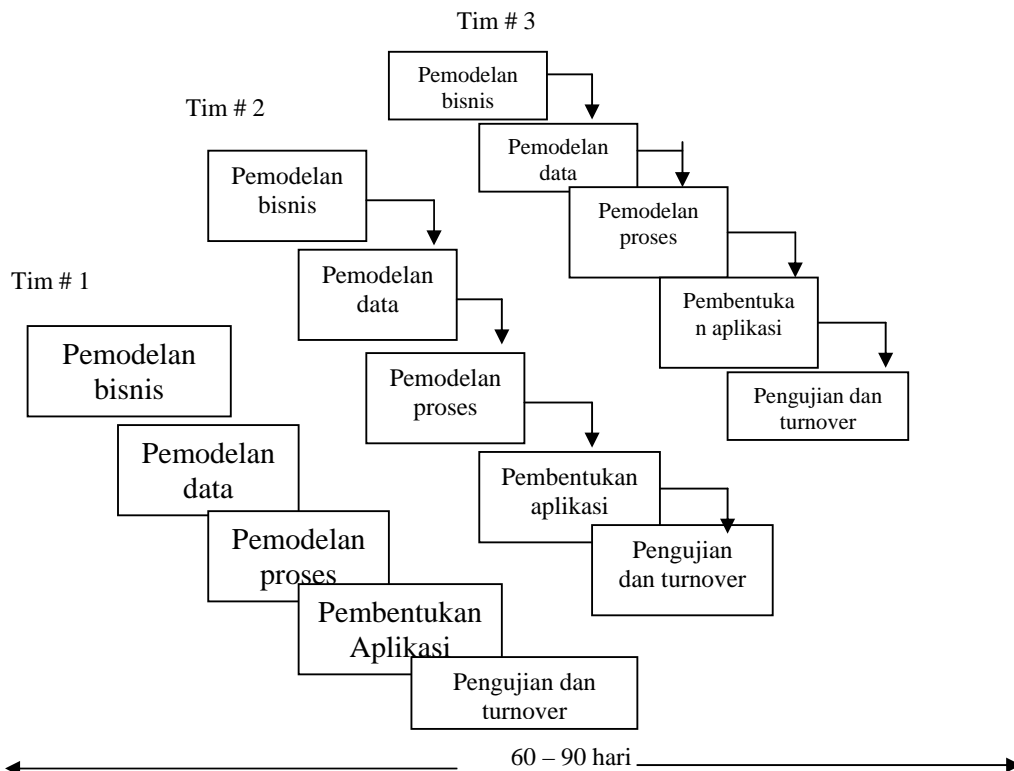 Tim # 3
Pemodelan
bisnis
Pemodelan
data
Pemodelan
proses
Pembentuka
n aplikasi
Pengujian dan
turnover
Tim # 2
Pemodelan
bisnis
Pemodelan
data
Pemodelan
proses
Pembentukan
aplikasi
Pengujian
dan turnover
Tim # 1
Pemodelan
bisnis
Pemodelan
data
Pemodelan
proses
Pembentukan
Aplikasi
Pengujian dan
turnover
60 – 90 hari